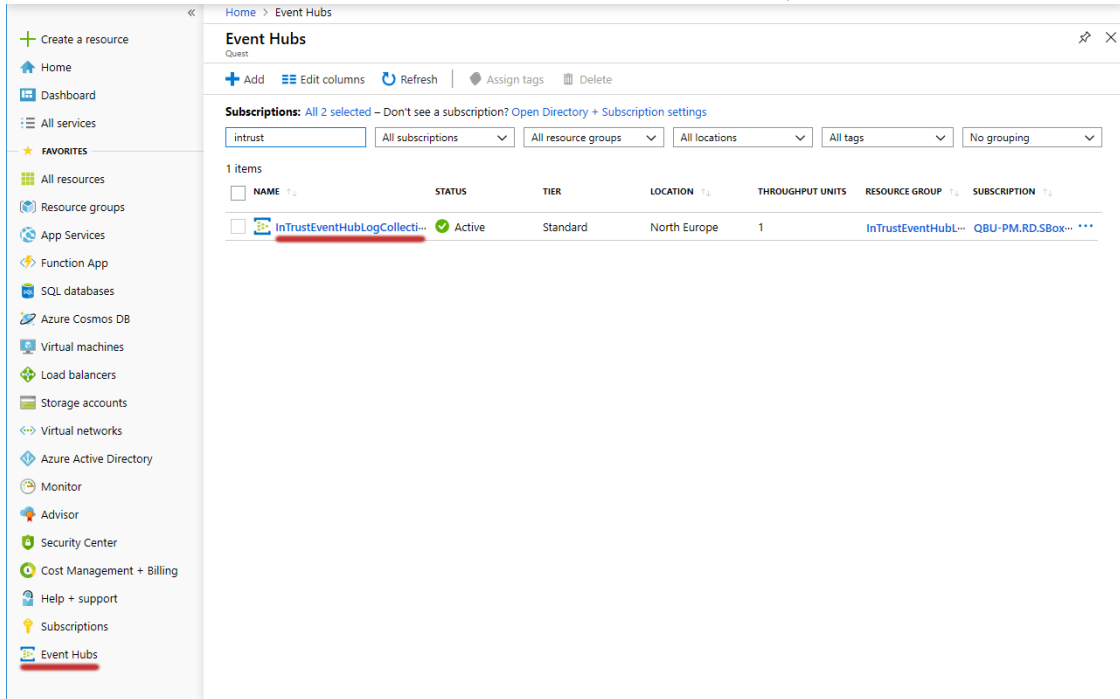 «
Create a resource
Home
Dashboard
All services
FAVORITES
All resources
Resource groups
App Services
Function App
SQL databases
Azure Cosmos DB
Virtual machines
Load balancers
Storage accounts
Virtual networks
Azure Active Directory
Monitor
Advisor
Security Center
Cost Management + Billing
Help + support
Subscriptions
Event Hubs
Home > Event Hubs
Event Hubs
Quest
Add Edit columns Refresh Assign tags Delete
Subscriptions: All 2 selected – Don't see a subscription? Open Directory + Subscription settings
intrust All subscriptions All resource groups All locations All tags No grouping
1 items
NAME STATUS TIER LOCATION THROUGHPUT UNITS RESOURCE GROUP SUBSCRIPTION
InTrustEventHubLogCollecti... Active Standard North Europe 1 InTrustEventHubL... QBU-PM.RD.SBox... ...